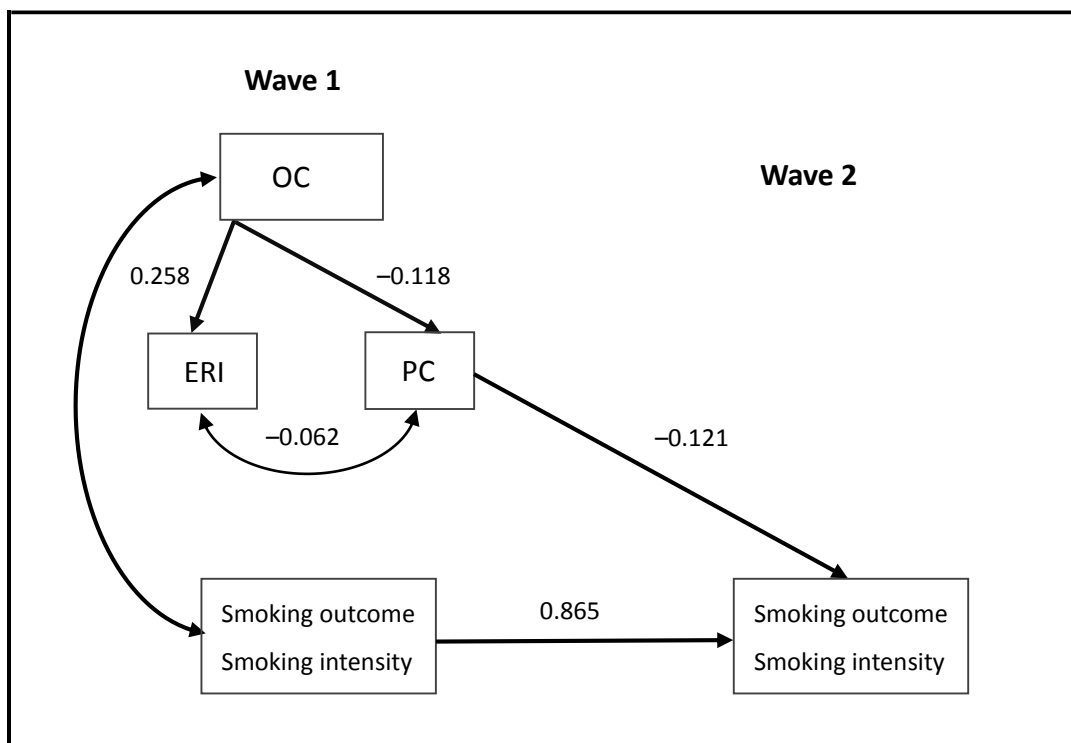 Wave 1
Wave 2
OC
0.258
–0.118
ERI
PC
–0.062
–0.121
Smoking outcome
Smoking intensity
0.865
Smoking outcome
Smoking intensity